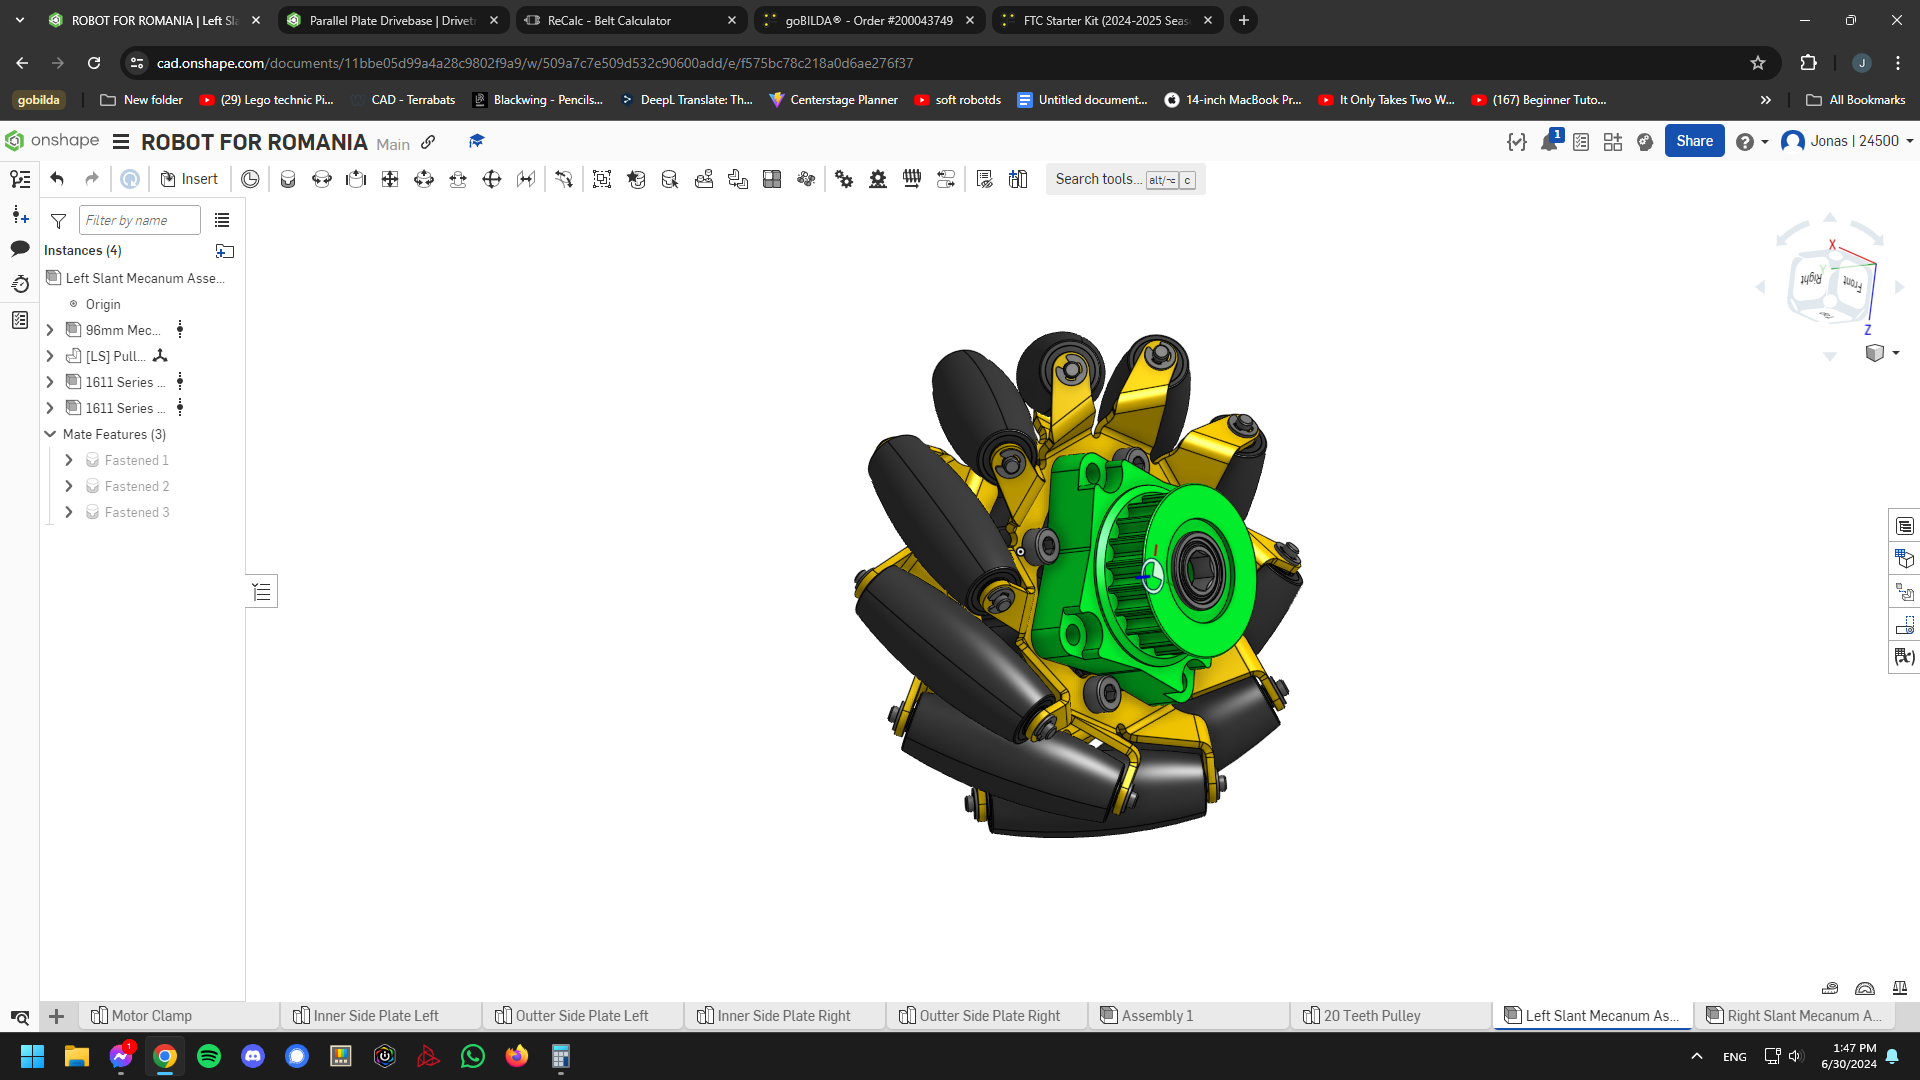 ROBOT FOR ROMANIA | Left Sla
Parallel Plate Drivebase | Drivetr
ReCalc - Belt Calculator
goBILDA® - Order #200043749
FTC Starter Kit (2024-2025 Seas
cad.onshape.com/documents/11bbe05d99a4a28c9802f9a9/w/509a7c7e509d532c90600add/e/f575bc78c218a0d6ae276f37
J
gobilda
New folder
(29) Lego technic Pi...
CAD - Terrabats
Blackwing - Pencils...
DeepL Translate: Th...
Centerstage Planner
soft robotds
Untitled document...
14-inch MacBook Pr...
It Only Takes Two W...
(167) Beginner Tuto...
All Bookmarks
onshape
ROBOT FOR ROMANIA Main
1
Share
Jonas | 24500
Insert
Search tools... alt/⌥ c
Filter by name
Instances (4)
Left Slant Mecanum Asse...
Origin
96mm Mec...
[LS] Pull...
1611 Series ...
1611 Series ...
Mate Features (3)
Fastened 1
Fastened 2
Fastened 3
X
Y
Right
Front
Top
Z
(x)
Motor Clamp
Inner Side Plate Left
Outter Side Plate Left
Inner Side Plate Right
Outter Side Plate Right
Assembly 1
20 Teeth Pulley
Left Slant Mecanum As...
Right Slant Mecanum A...
1
ENG
1:47 PM
6/30/2024